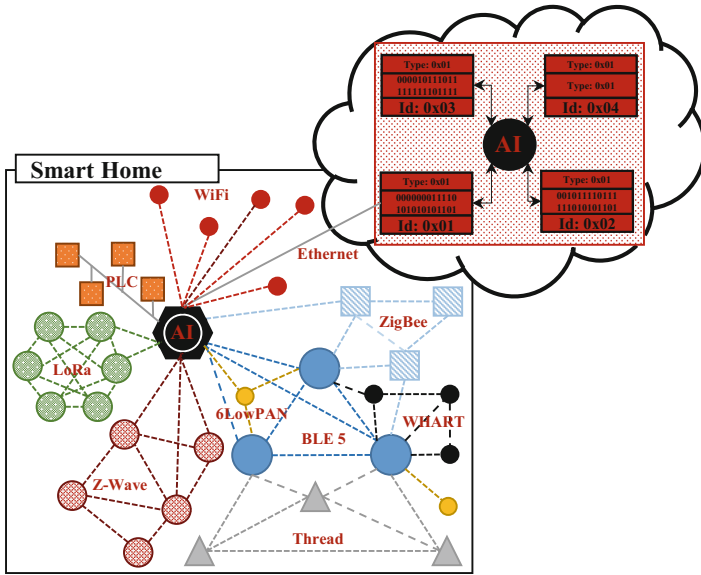 Type: 0x01
000010111011
111111101111
Id: 0x03
Type: 0x01
Type: 0x01
Id: 0x04
AI
Type: 0x01
000000011110
101010101101
Id: 0x01
Type: 0x01
001011110111
111010101101
Id: 0x02
Smart Home
WiFi
Ethernet
PLC
AI
ZigBee
LoRa
6LowPAN
BLE 5
WHART
Z-Wave
Thread